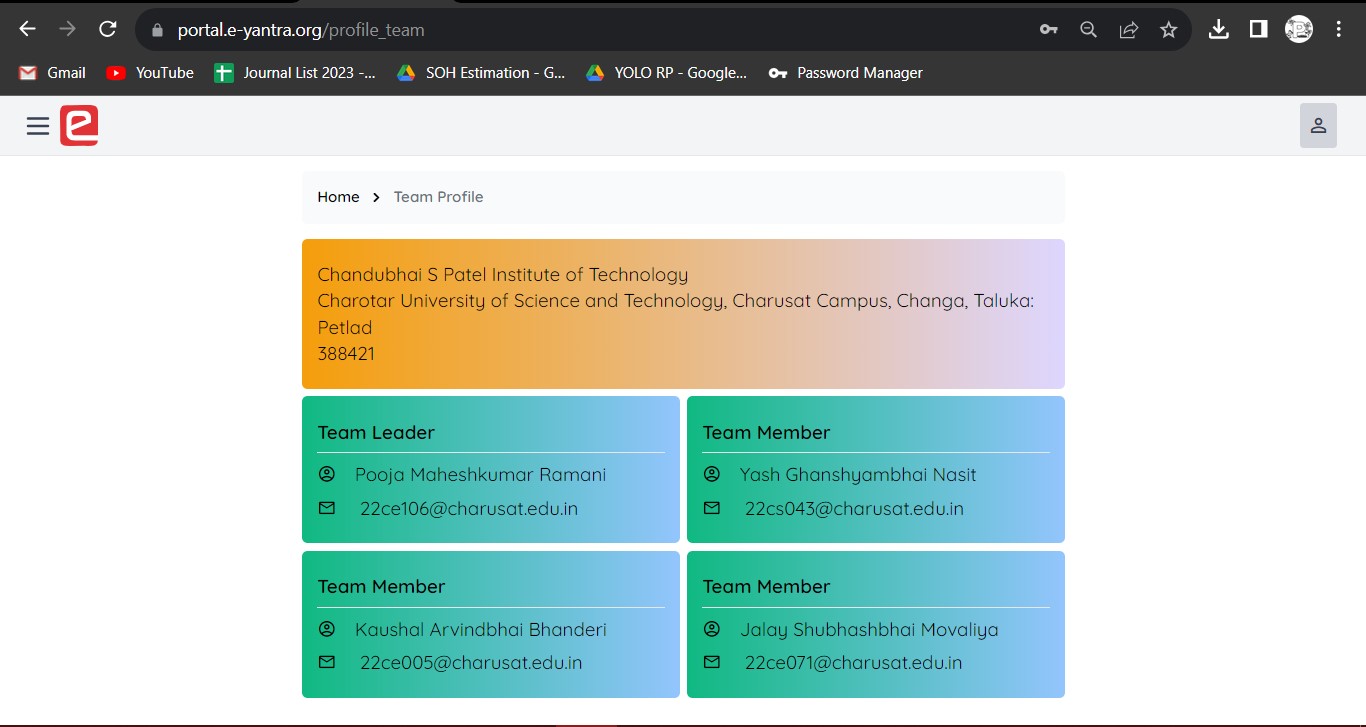 portal.e-yantra.org/profile_team
Gmail YouTube Journal List 2023 -... SOH Estimation - G... YOLO RP - Google... Password Manager
e
Home > Team Profile
Chandubhai S Patel Institute of Technology
Charotar University of Science and Technology, Charusat Campus, Changa, Taluka:
Petlad
388421
Team Leader
Pooja Maheshkumar Ramani
22ce106@charusat.edu.in
Team Member
Yash Ghanshyambhai Nasit
22cs043@charusat.edu.in
Team Member
Kaushal Arvindbhai Bhanderi
22ce005@charusat.edu.in
Team Member
Jalay Shubhashbhai Movaliya
22ce071@charusat.edu.in